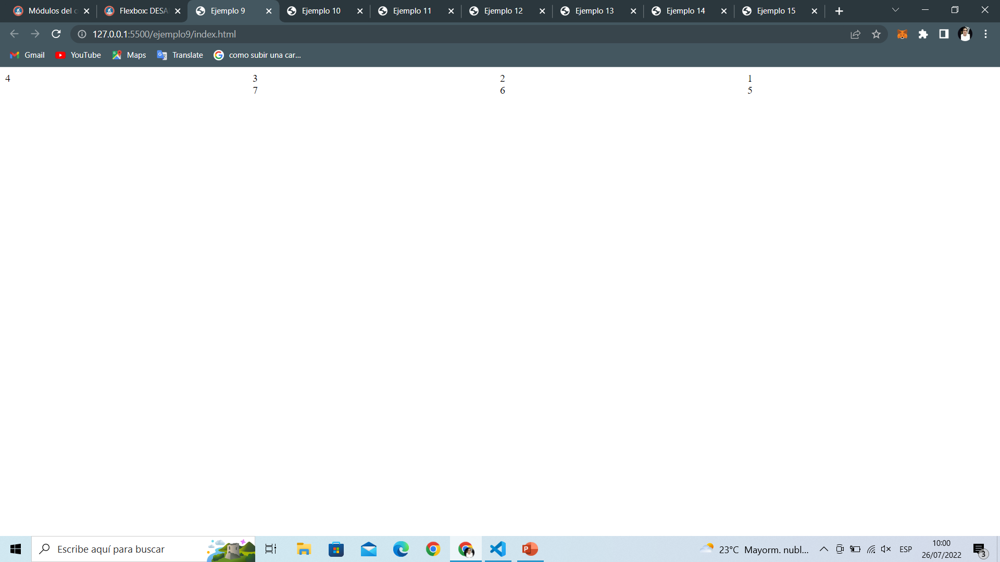 Módulos del c
Flexbox: DESA
Ejemplo 9
Ejemplo 10
Ejemplo 11
Ejemplo 12
Ejemplo 13
Ejemplo 14
Ejemplo 15
127.0.0.1:5500/ejemplo9/index.html
Gmail
YouTube
Maps
Translate
como subir una car...
4 3 2 1
7 6 5
Escribe aquí para buscar
23°C Mayorm. nubl...
ESP
10:00
26/07/2022
3